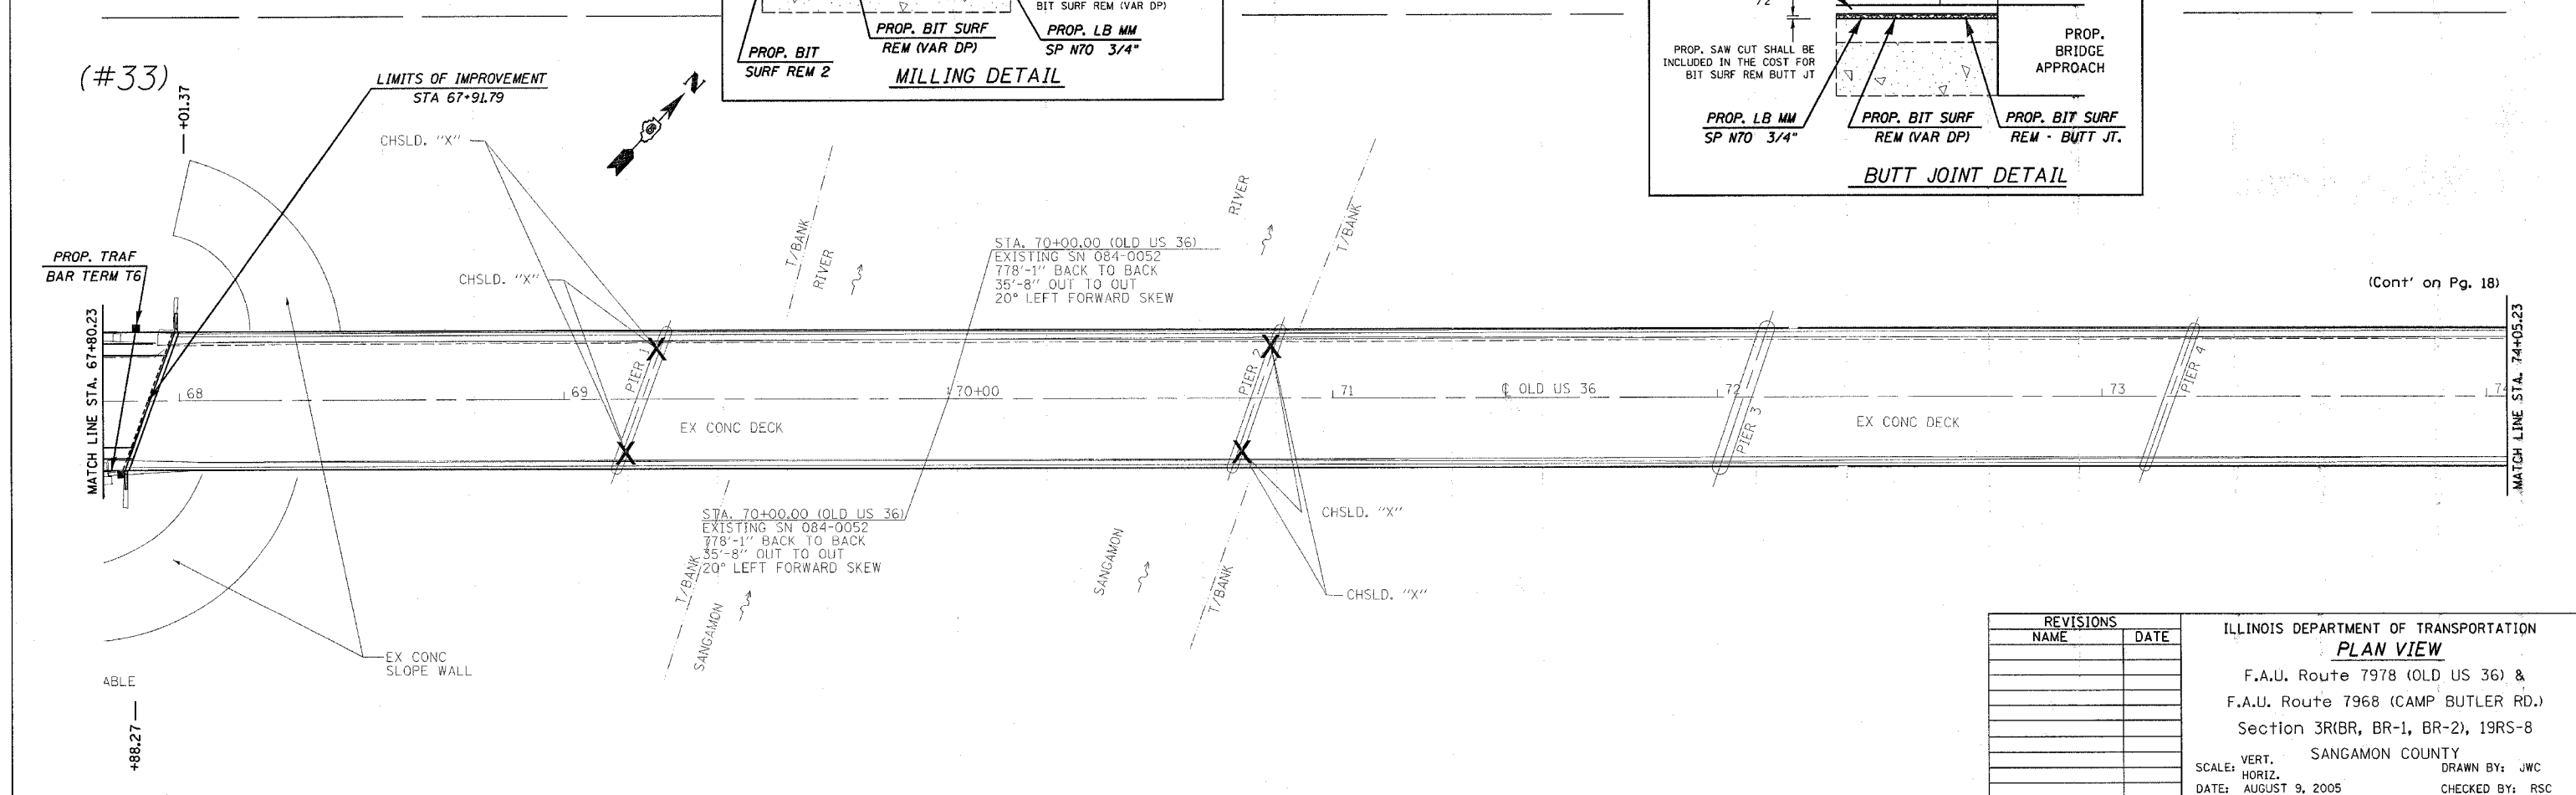 BIT SURF REM (VAR DP)
PROP. BIT SURF
REM (VAR DP)
PROP. LB MM
SP N70 3/4"
PROP. BIT
SURF REM 2
MILLING DETAIL
PROP. SAW CUT SHALL BE
INCLUDED IN THE COST FOR
BIT SURF REM BUTT JT
PROP.
BRIDGE
APPROACH
PROP. LB MM
SP N70 3/4"
PROP. BIT SURF
REM (VAR DP)
PROP. BIT SURF
REM - BUTT JT.
BUTT JOINT DETAIL
(#33)
+01.37
LIMITS OF IMPROVEMENT
STA 67+91.79
N
CHSLD. "X"
T/BANK
RIVER
RIVER
T/BANK
STA. 70+00.00 (OLD US 36)
EXISTING SN 084-0052
778'-1" BACK TO BACK
35'-8" OUT TO OUT
20° LEFT FORWARD SKEW
PROP. TRAF
BAR TERM T6
CHSLD. "X"
(Cont' on Pg. 18)
MATCH LINE STA. 67+80.23
X
X
PIER 1
PIER 2
PIER 3
PIER 4
MATCH LINE STA. 74+05.23
68
69
70+00
71
℄ OLD US 36
72
73
74
X
X
EX CONC DECK
EX CONC DECK
STA. 70+00.00 (OLD US 36)
EXISTING SN 084-0052
778'-1" BACK TO BACK
35'-8" OUT TO OUT
20° LEFT FORWARD SKEW
CHSLD. "X"
T/BANK
SANGAMON
SANGAMON
T/BANK
CHSLD. "X"
EX CONC
SLOPE WALL
ABLE
+88.27
REVISIONS
NAME DATE
ILLINOIS DEPARTMENT OF TRANSPORTATION
PLAN VIEW
F.A.U. Route 7978 (OLD US 36) &
F.A.U. Route 7968 (CAMP BUTLER RD.)
Section 3R(BR, BR-1, BR-2), 19RS-8
SANGAMON COUNTY
SCALE: VERT.
HORIZ.
DRAWN BY: JWC
DATE: AUGUST 9, 2005
CHECKED BY: RSC